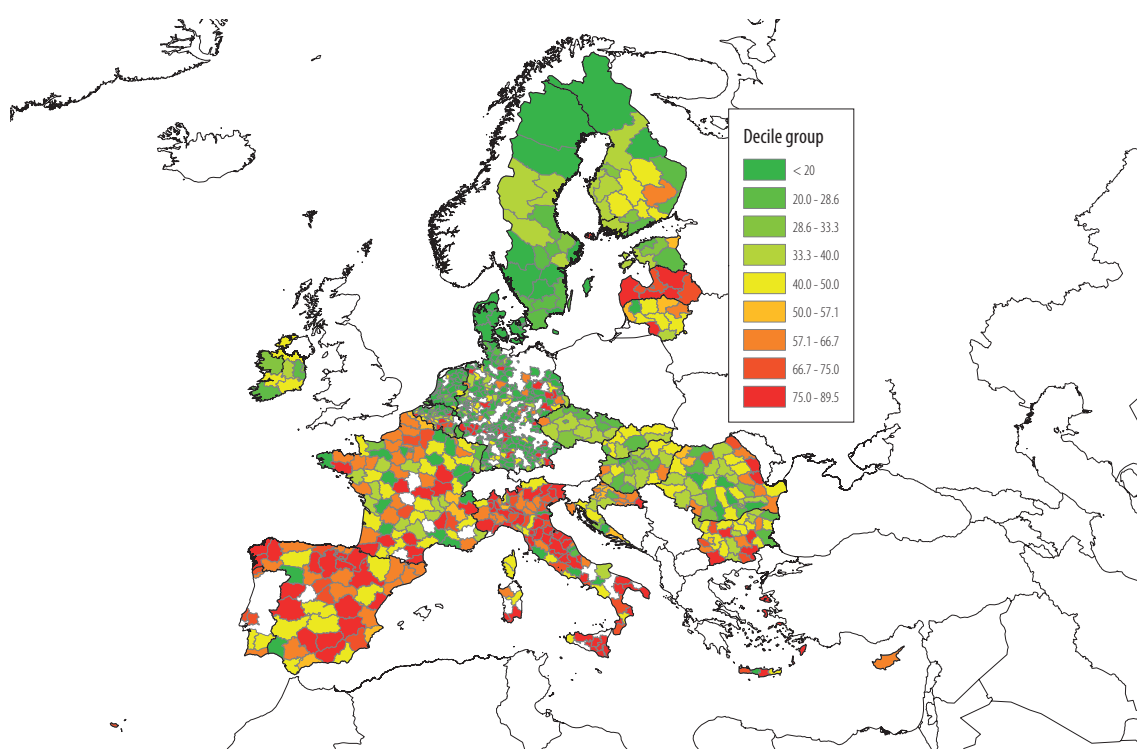 Decile group
< 20
20.0 – 28.6
28.6 – 33.3
33.3 – 40.0
40.0 – 50.0
50.0 – 57.1
57.1 – 66.7
66.7 – 75.0
75.0 – 89.5